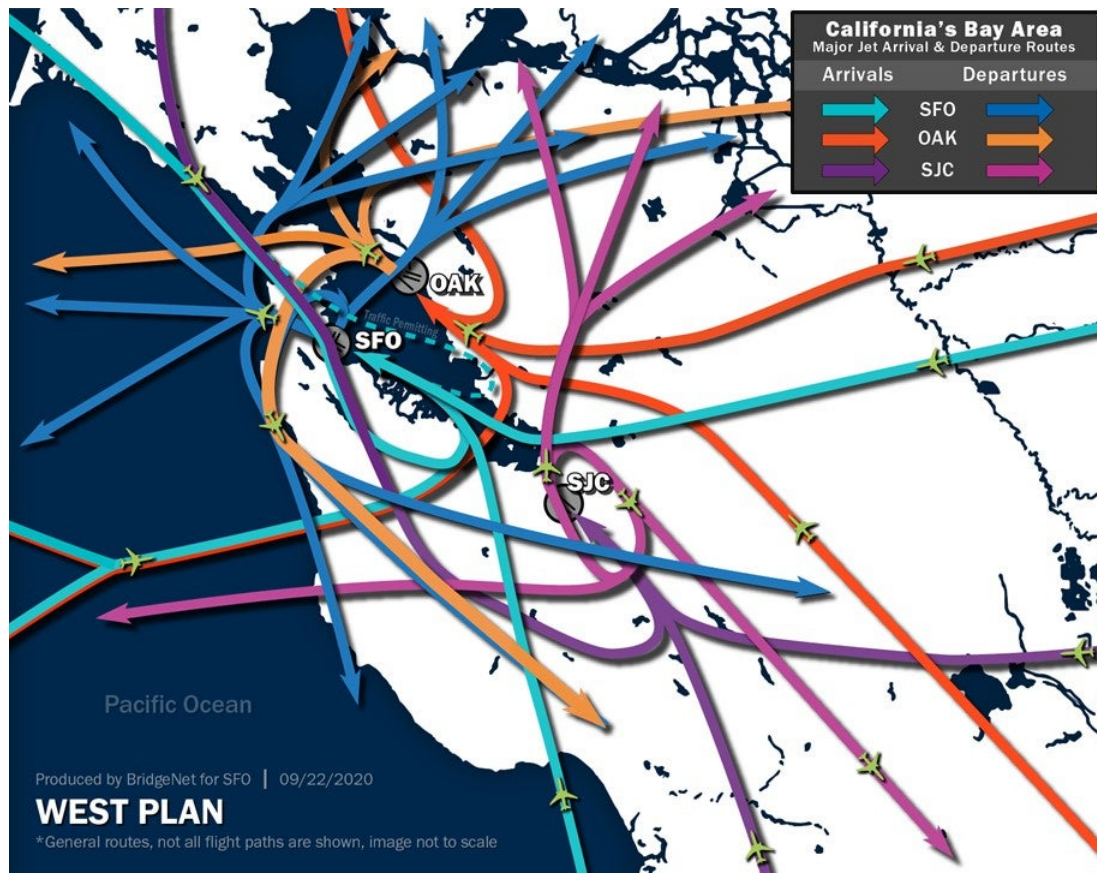 California's Bay Area
Major Jet Arrival & Departure Routes
Arrivals Departures
SFO
OAK
SJC
OAK
Traffic Permitting
SFO
SJC
Pacific Ocean
Produced by BridgeNet for SFO | 09/22/2020
WEST PLAN
*General routes, not all flight paths are shown, image not to scale